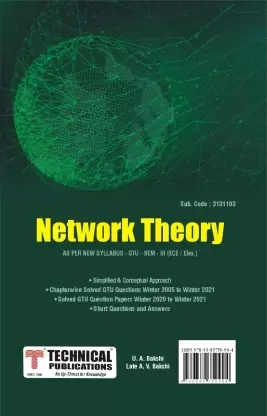 Sub. Code : 3131103
Network Theory
AS PER NEW SYLLABUS - GTU - SEM - III (ECE / Elex.)
• Simplified & Conceptual Approach
• Chapterwise Solved GTU Questions Winter 2005 to Winter 2021
• Solved GTU Question Papers Winter 2020 to Winter 2021
• Short Questions and Answers
TECHNICAL
PUBLICATIONS
An Up-Thrust for Knowledge
U. A. Bakshi
Late A. V. Bakshi